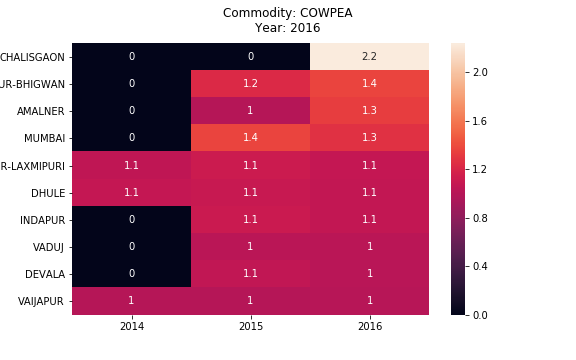 Commodity: COWPEA
Year: 2016
CHALISGAON 0 0 2.2
UR-BHIGWAN 0 1.2 1.4
AMALNER 0 1 1.3
MUMBAI 0 1.4 1.3
R-LAXMIPURI 1.1 1.1 1.1
DHULE 1.1 1.1 1.1
INDAPUR 0 1.1 1.1
VADUJ 0 1 1
DEVALA 0 1.1 1
VAIJAPUR 1 1 1
2014 2015 2016
2.0
1.6
1.2
0.8
0.4
0.0